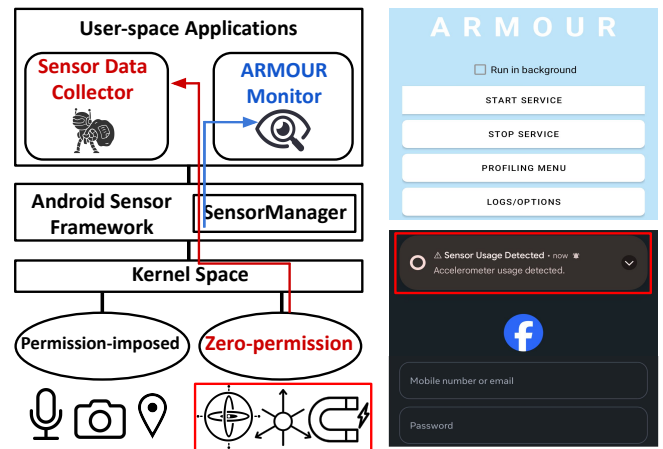 User-space Applications
Sensor Data
Collector
ARMOUR
Monitor
Android Sensor
Framework
SensorManager
Kernel Space
Permission-imposed
Zero-permission
ARMOUR
Run in background
START SERVICE
STOP SERVICE
PROFILING MENU
LOGS/OPTIONS
⚠ Sensor Usage Detected • now
Accelerometer usage detected.
f
Mobile number or email
Password